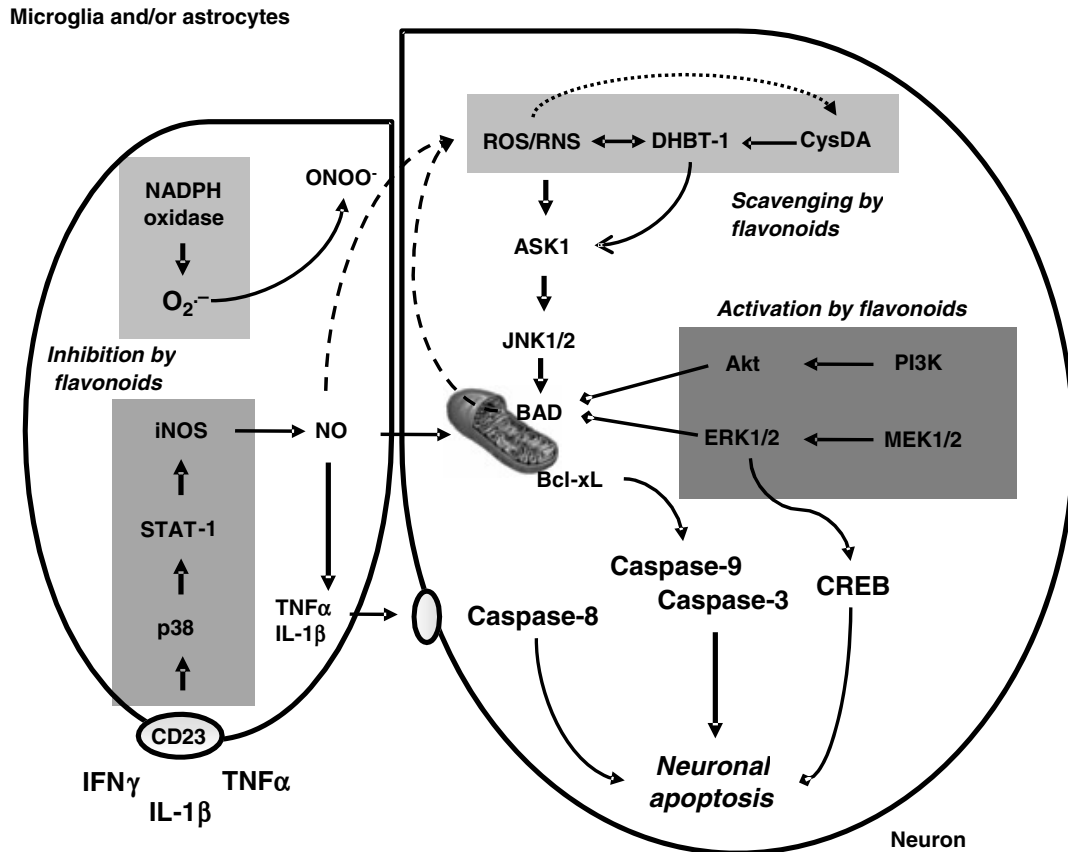 Microglia and/or astrocytes
NADPH
oxidase
O2·–
ONOO-
Inhibition by
flavonoids
iNOS
NO
STAT-1
p38
TNFα
IL-1β
CD23
IFNγ
TNFα
IL-1β
ROS/RNS
DHBT-1
CysDA
Scavenging by
flavonoids
ASK1
JNK1/2
BAD
Bcl-xL
Activation by flavonoids
Akt
PI3K
ERK1/2
MEK1/2
Caspase-9
Caspase-3
CREB
Caspase-8
Neuronal
apoptosis
Neuron